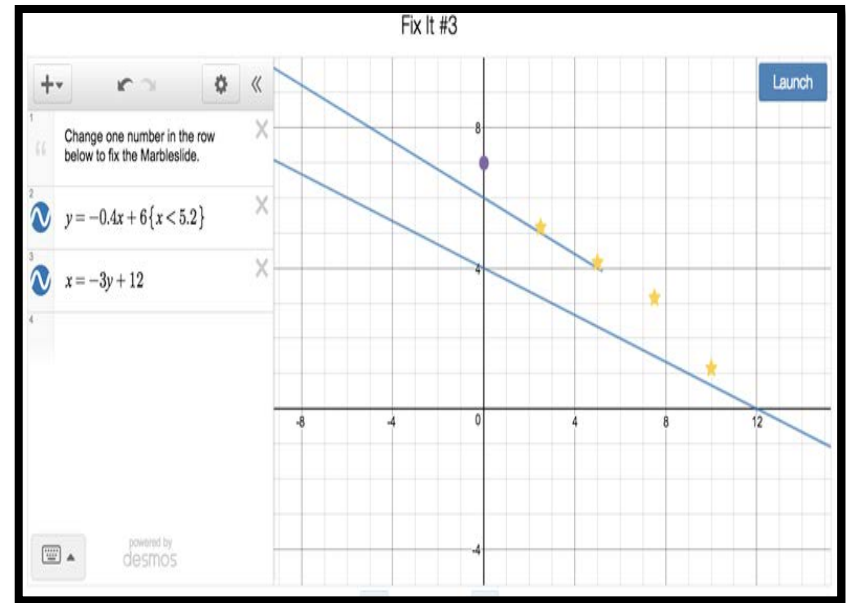 Fix It #3
Launch
1
Change one number in the row
below to fix the Marbleslide.
2
y = −0.4x + 6{x < 5.2}
3
x = −3y + 12
4
powered by
desmos
8
4
-8
-4
0
4
8
12
-4